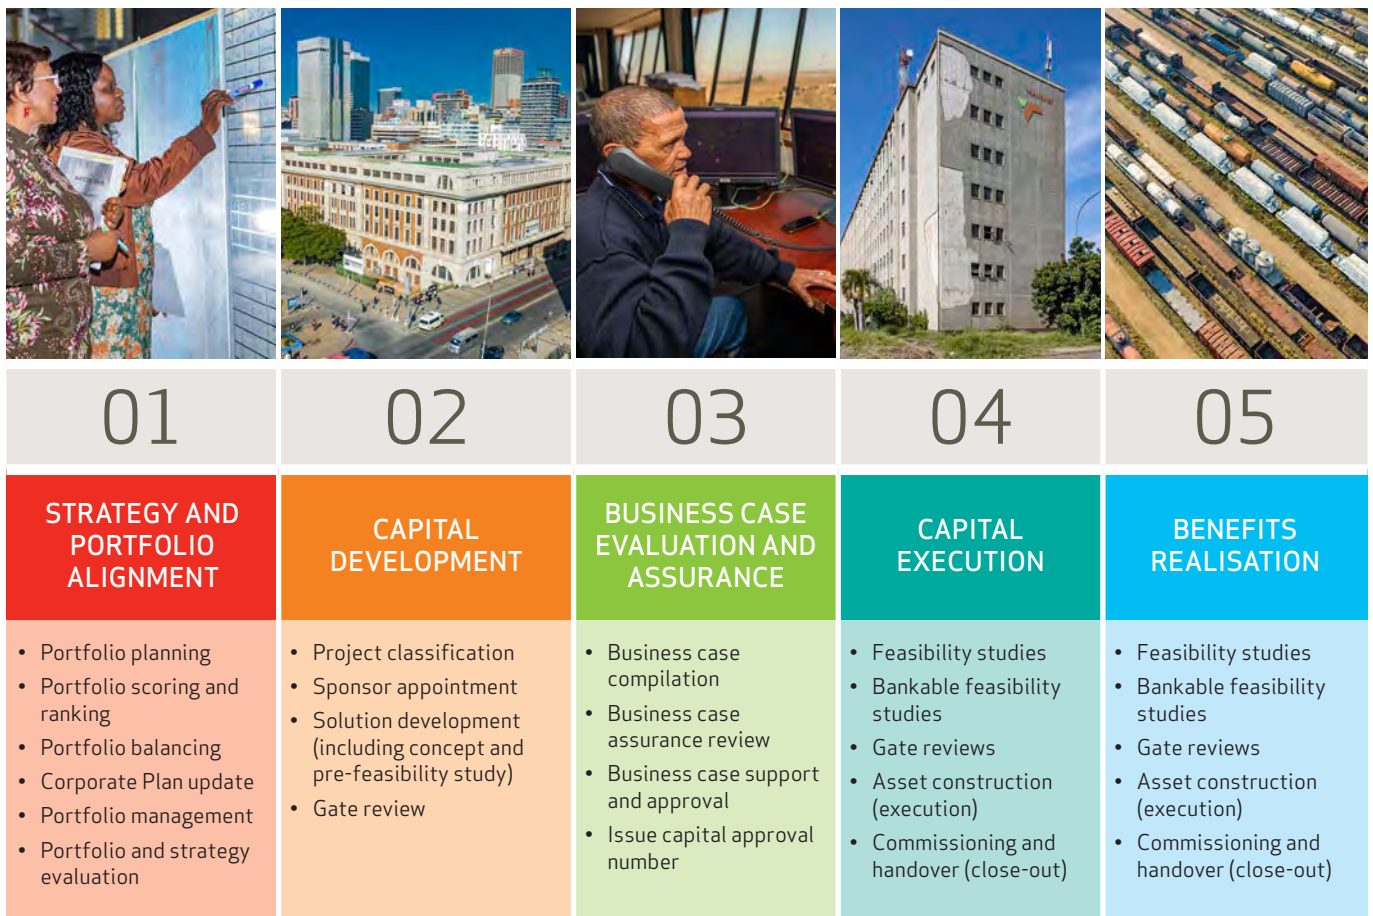 01
02
03
04
05
STRATEGY AND
PORTFOLIO
ALIGNMENT
CAPITAL
DEVELOPMENT
BUSINESS CASE
EVALUATION AND
ASSURANCE
CAPITAL
EXECUTION
BENEFITS
REALISATION
• Portfolio planning
• Portfolio scoring and
ranking
• Portfolio balancing
• Corporate Plan update
• Portfolio management
• Portfolio and strategy
evaluation
• Project classification
• Sponsor appointment
• Solution development
(including concept and
pre-feasibility study)
• Gate review
• Business case
compilation
• Business case
assurance review
• Business case support
and approval
• Issue capital approval
number
• Feasibility studies
• Bankable feasibility
studies
• Gate reviews
• Asset construction
(execution)
• Commissioning and
handover (close-out)
• Feasibility studies
• Bankable feasibility
studies
• Gate reviews
• Asset construction
(execution)
• Commissioning and
handover (close-out)